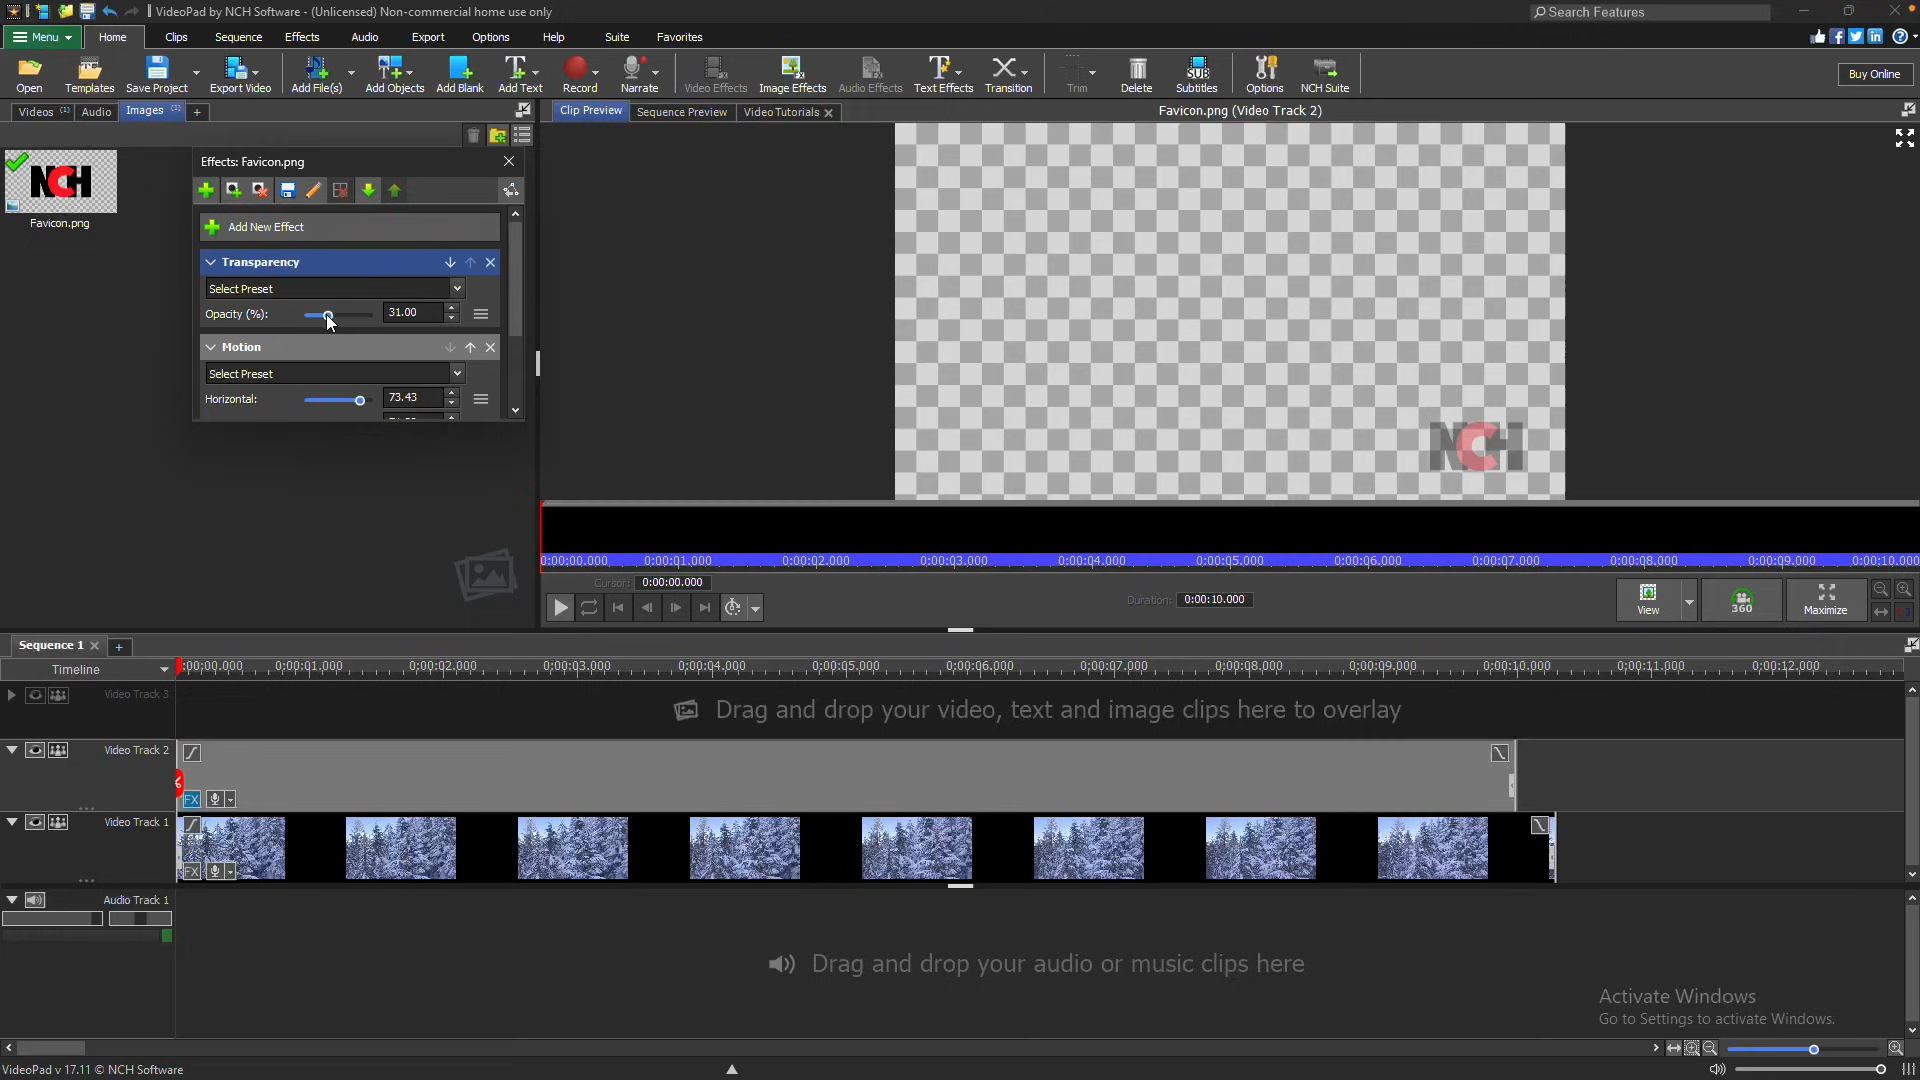 VideoPad by NCH Software - (Unlicensed) Non-commercial home use only
Search Features
Menu Home Clips Sequence Effects Audio Export Options Help Suite Favorites
Open Templates Save Project Export Video Add File(s) Add Objects Add Blank Add Text Record Narrate Video Effects Image Effects Audio Effects Text Effects Transition Trim Delete Subtitles Options NCH Suite Buy Online
SUB
Videos (1) Audio Images (1) +
Clip Preview Sequence Preview Video Tutorials
Favicon.png (Video Track 2)
NCH
Favicon.png
Effects: Favicon.png
Add New Effect
Transparency
Select Preset
Opacity (%): 31.00
Motion
Select Preset
Horizontal: 73.43
NCH
0:00:00.000 0:00:01.000 0:00:02.000 0:00:03.000 0:00:04.000 0:00:05.000 0:00:06.000 0:00:07.000 0:00:08.000 0:00:09.000 0:00:10.000
Cursor: 0:00:00.000
Duration: 0:00:10.000
View 360 Maximize
Sequence 1
Timeline
:00;00.000 0;00;01.000 0;00;02.000 0;00;03.000 0;00;04.000 0;00;05.000 0;00;06.000 0;00;07.000 0;00;08.000 0;00;09.000 0;00;10.000 0;00;11.000 0;00;12.000
Video Track 3
Drag and drop your video, text and image clips here to overlay
Video Track 2
FX
Video Track 1
FX
Audio Track 1
Drag and drop your audio or music clips here
Activate Windows
Go to Settings to activate Windows.
VideoPad v 17.11 © NCH Software